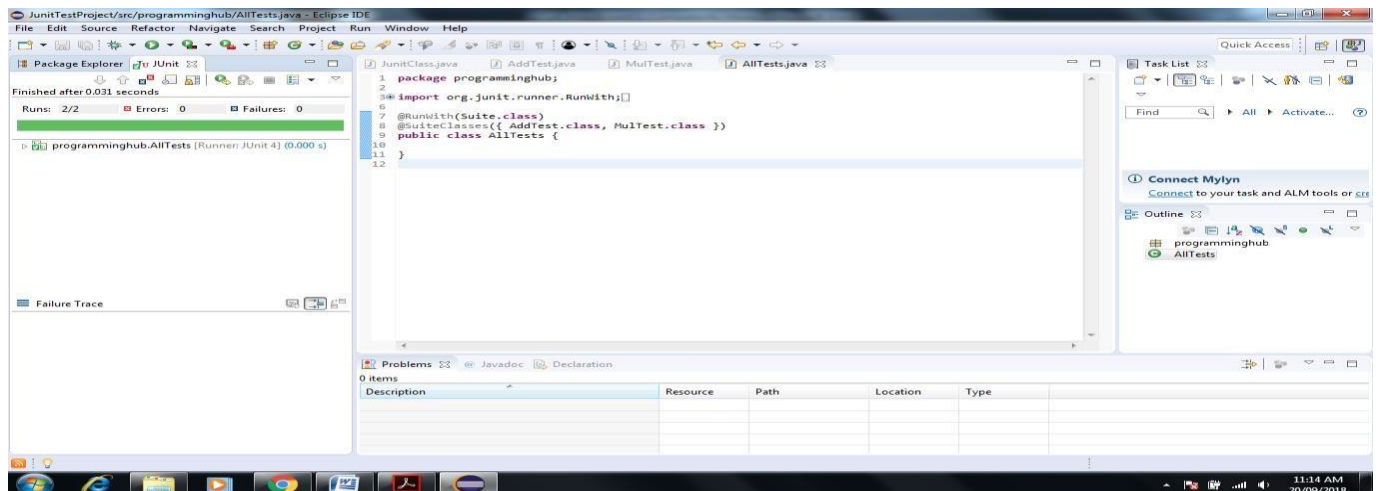 JunitTestProject/src/programminghub/AllTests.java - Eclipse IDE
File Edit Source Refactor Navigate Search Project Run Window Help
Quick Access
Package Explorer JUnit
Finished after 0.031 seconds
Runs: 2/2 Errors: 0 Failures: 0
programminghub.AllTests [Runner: JUnit 4] (0.000 s)
Failure Trace
JunitClass.java AddTest.java MulTest.java AllTests.java
1 package programminghub;
2
3 import org.junit.runner.RunWith;
6
7 @RunWith(Suite.class)
8 @SuiteClasses({ AddTest.class, MulTest.class })
9 public class AllTests {
10
11 }
12
Problems Javadoc Declaration
0 items
Description Resource Path Location Type
Task List
Find All Activate...
Connect Mylyn
Connect to your task and ALM tools or cre
Outline
programminghub
AllTests
11:14 AM
20/09/2018